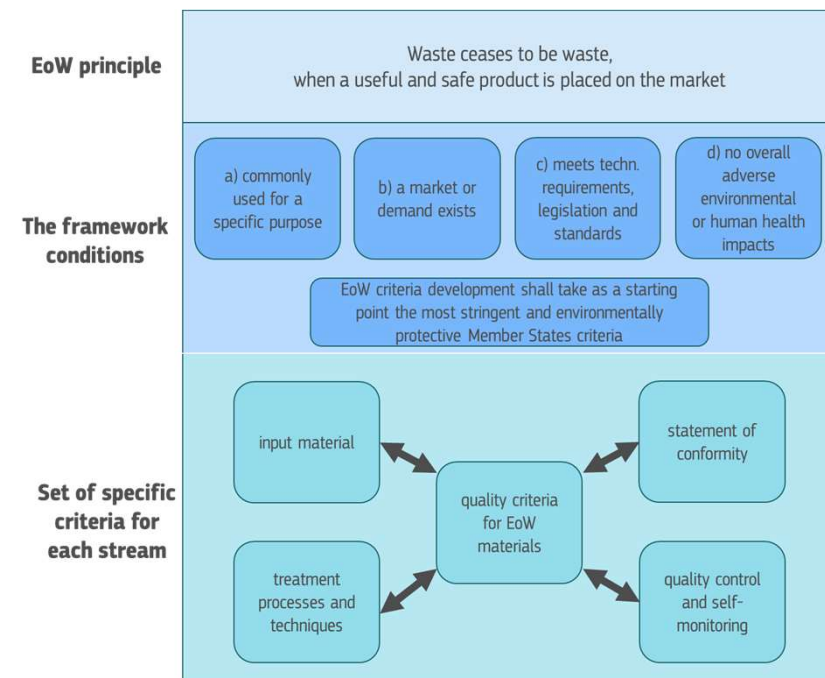 EoW principle
Waste ceases to be waste,
when a useful and safe product is placed on the market
The framework
conditions
a) commonly
used for a
specific purpose
b) a market or
demand exists
c) meets techn.
requirements,
legislation and
standards
d) no overall
adverse
environmental
or human health
impacts
EoW criteria development shall take as a starting
point the most stringent and environmentally
protective Member States criteria
Set of specific
criteria for
each stream
input material
statement of
conformity
quality criteria
for EoW
materials
treatment
processes and
techniques
quality control
and self-
monitoring